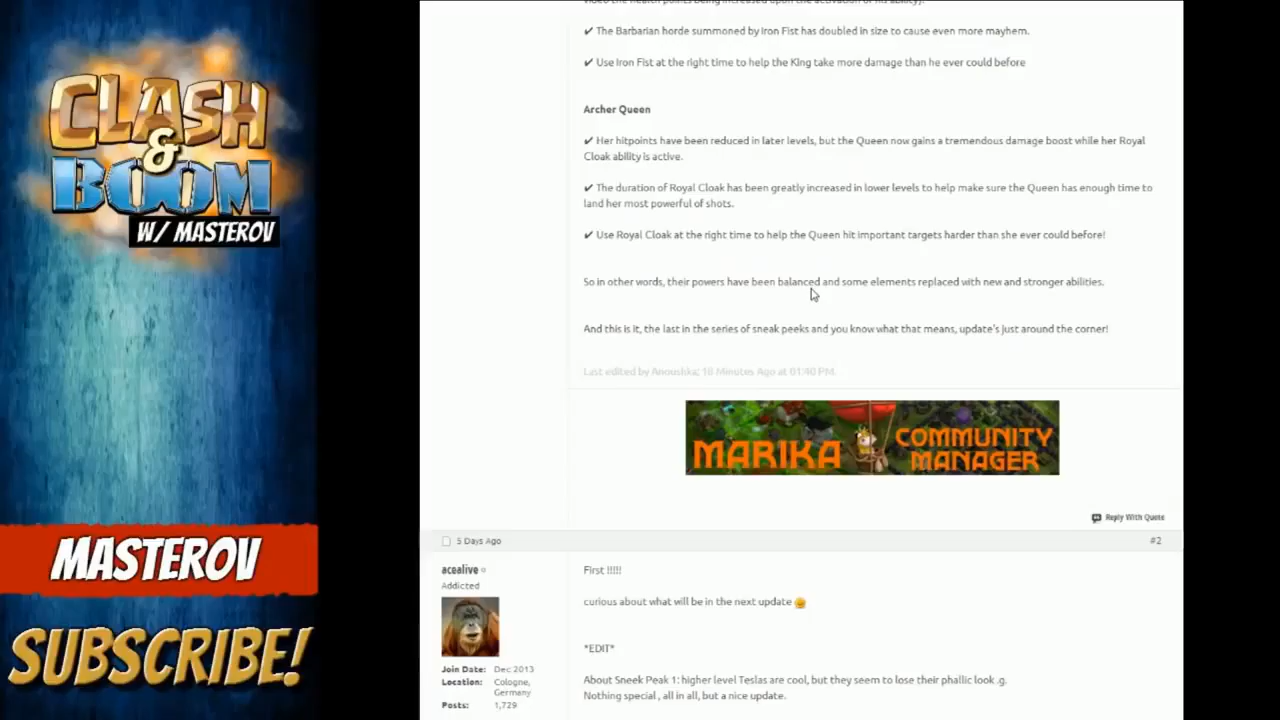 CLASH
&
BOOM
W/ MASTEROV
MASTEROV
SUBSCRIBE!
✔ The Barbarian horde summoned by Iron Fist has doubled in size to cause even more mayhem.
✔ Use Iron Fist at the right time to help the King take more damage than he ever could before
Archer Queen
✔ Her hitpoints have been reduced in later levels, but the Queen now gains a tremendous damage boost while her Royal
Cloak ability is active.
✔ The duration of Royal Cloak has been greatly increased in lower levels to help make sure the Queen has enough time to
land her most powerful of shots.
✔ Use Royal Cloak at the right time to help the Queen hit important targets harder than she ever could before!
So in other words, their powers have been balanced and some elements replaced with new and stronger abilities.
And this is it, the last in the series of sneak peeks and you know what that means, update's just around the corner!
Last edited by Anoushka; 18 Minutes Ago at 01:40 PM.
MARIKA COMMUNITY
MANAGER
Reply With Quote
5 Days Ago #2
acealive
Addicted
Join Date: Dec 2013
Location: Cologne,
Germany
Posts: 1,729
First !!!!!
curious about what will be in the next update
*EDIT*
About Sneek Peak 1: higher level Teslas are cool, but they seem to lose their phallic look .g.
Nothing special , all in all, but a nice update.